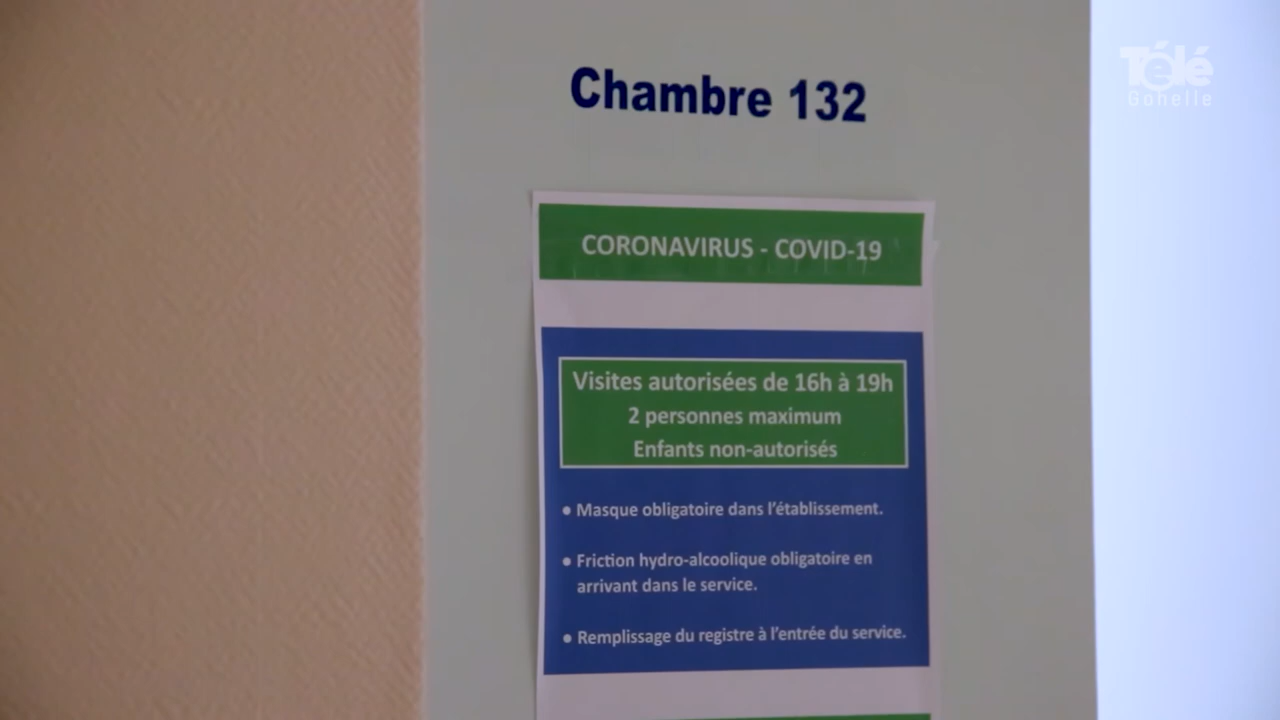 Télé
Gohelle
Chambre 132
CORONAVIRUS - COVID-19
Visites autorisées de 16h à 19h
2 personnes maximum
Enfants non-autorisés
• Masque obligatoire dans l'établissement.
• Friction hydro-alcoolique obligatoire en
arrivant dans le service.
• Remplissage du registre à l'entrée du service.